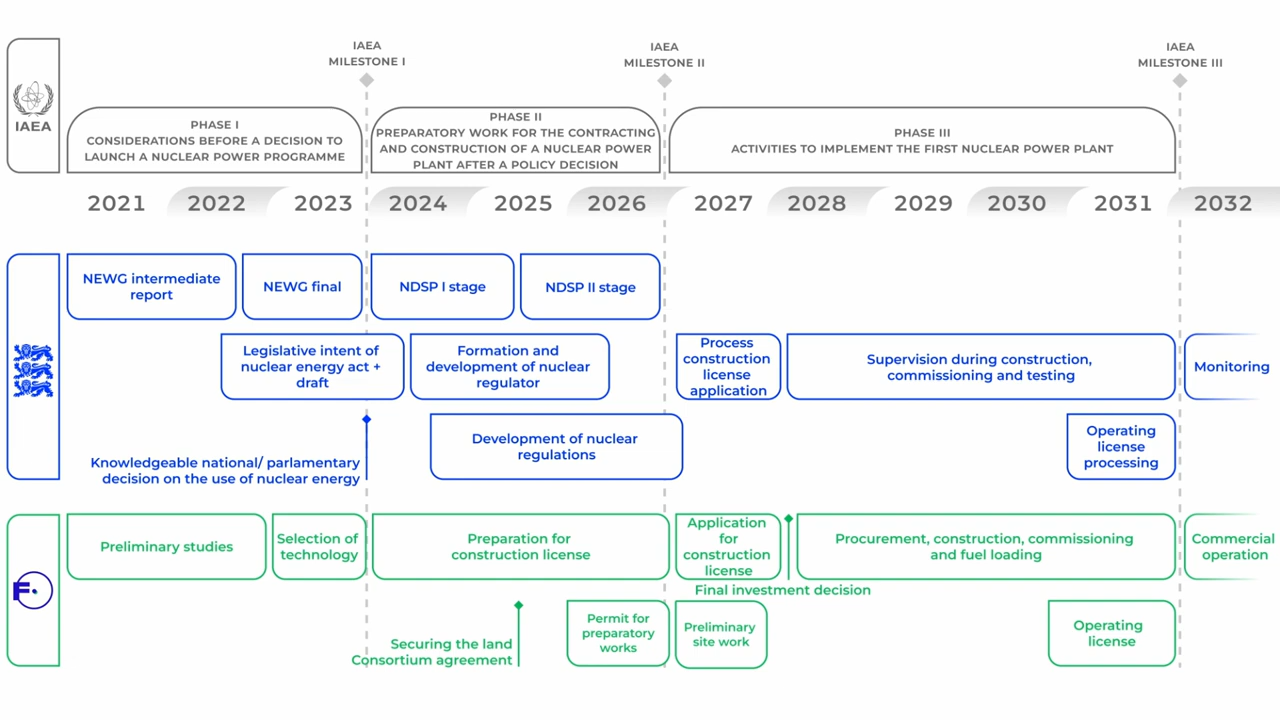 IAEA
MILESTONE I
IAEA
MILESTONE II
IAEA
MILESTONE III
IAEA
PHASE I
CONSIDERATIONS BEFORE A DECISION TO
LAUNCH A NUCLEAR POWER PROGRAMME
PHASE II
PREPARATORY WORK FOR THE CONTRACTING
AND CONSTRUCTION OF A NUCLEAR POWER
PLANT AFTER A POLICY DECISION
PHASE III
ACTIVITIES TO IMPLEMENT THE FIRST NUCLEAR POWER PLANT
2021 2022 2023 2024 2025 2026 2027 2028 2029 2030 2031 2032
NEWG intermediate
report
NEWG final
NDSP I stage
NDSP II stage
Legislative intent of
nuclear energy act +
draft
Formation and
development of nuclear
regulator
Process
construction
license
application
Supervision during construction,
commissioning and testing
Monitoring
Knowledgeable national/ parlamentary
decision on the use of nuclear energy
Development of nuclear
regulations
Operating
license
processing
Preliminary studies
Selection of
technology
Preparation for
construction license
Application
for
construction
license
Procurement, construction, commissioning
and fuel loading
Commercial
operation
Final investment decision
F
Securing the land
Consortium agreement
Permit for
preparatory
works
Preliminary
site work
Operating
license